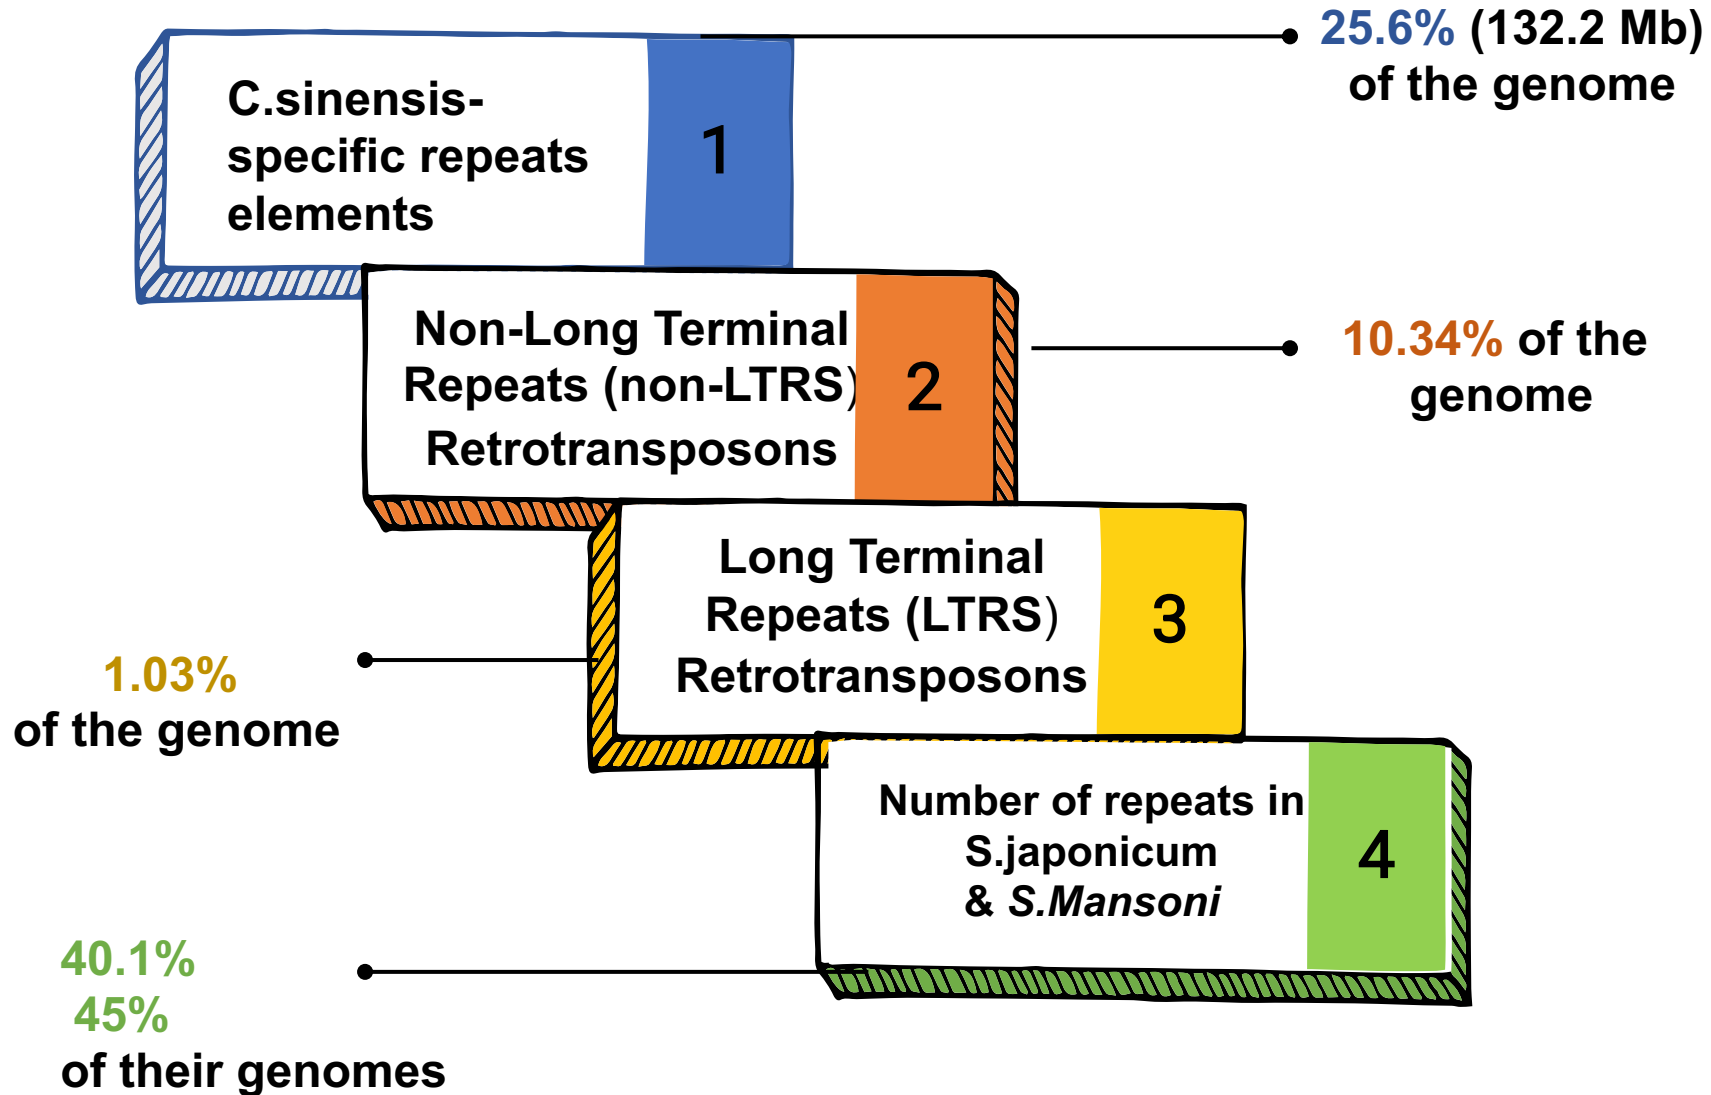 25.6% (132.2 Mb)
of the genome
C.sinensis-
specific repeats
elements
1
Non-Long Terminal
Repeats (non-LTRS)
Retrotransposons
2
10.34% of the
genome
Long Terminal
Repeats (LTRS)
Retrotransposons
3
1.03%
of the genome
Number of repeats in
S.japonicum
& S.Mansoni
4
40.1%
45%
of their genomes